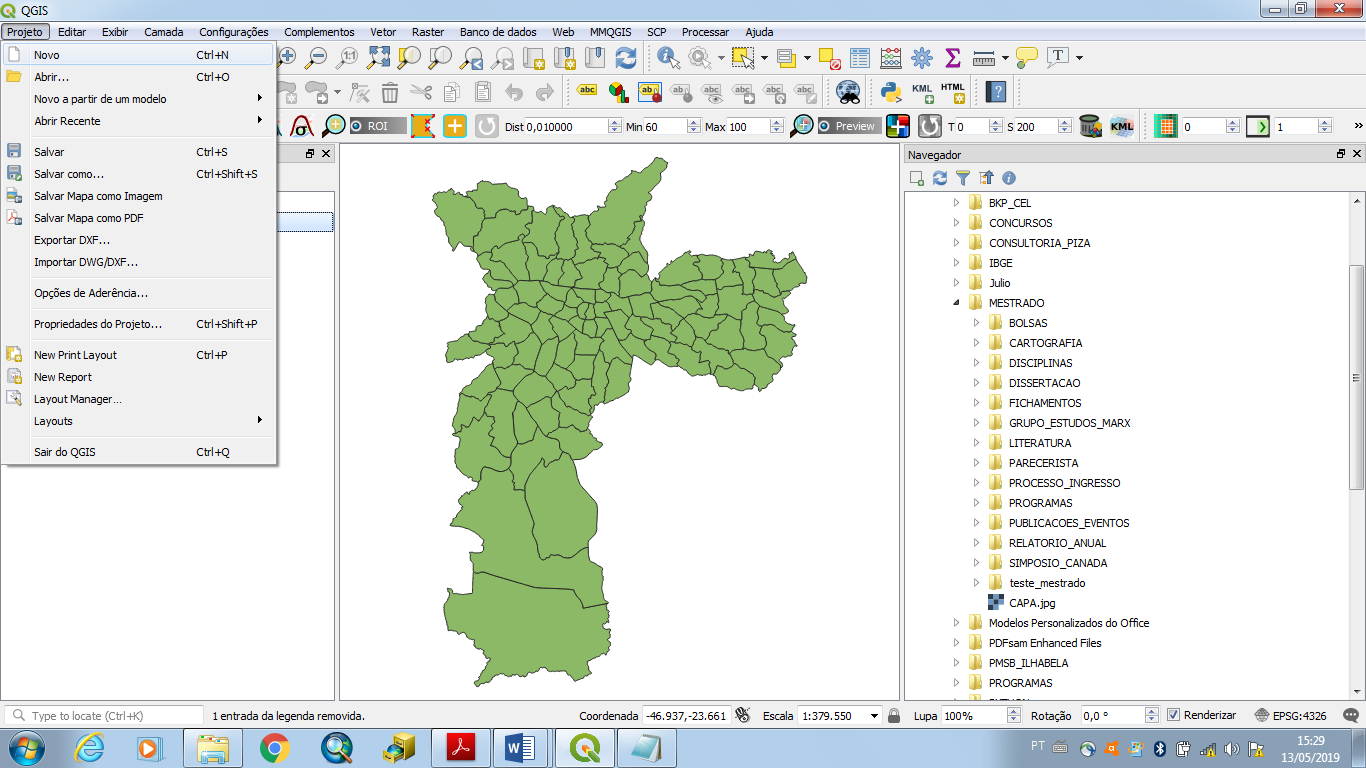 QGIS
Projeto Editar Exibir Camada Configurações Complementos Vetor Raster Banco de dados Web MMQGIS SCP Processar Ajuda
Novo Ctrl+N
Abrir... Ctrl+O
Novo a partir de um modelo
Abrir Recente
Salvar Ctrl+S
Salvar como... Ctrl+Shift+S
Salvar Mapa como Imagem
Salvar Mapa como PDF
Exportar DXF...
Importar DWG/DXF...
Opções de Aderência...
Propriedades do Projeto... Ctrl+Shift+P
New Print Layout Ctrl+P
New Report
Layout Manager...
Layouts
Sair do QGIS Ctrl+Q
ROI Dist 0,010000 Min 60 Max 100 Preview T 0 S 200 KML 0 1
abc abc KML HTML
Navegador
BKP_CEL
CONCURSOS
CONSULTORIA_PIZA
IBGE
Julio
MESTRADO
BOLSAS
CARTOGRAFIA
DISCIPLINAS
DISSERTACAO
FICHAMENTOS
GRUPO_ESTUDOS_MARX
LITERATURA
PARECERISTA
PROCESSO_INGRESSO
PROGRAMAS
PUBLICACOES_EVENTOS
RELATORIO_ANUAL
SIMPOSIO_CANADA
teste_mestrado
CAPA.jpg
Modelos Personalizados do Office
PDFsam Enhanced Files
PMSB_ILHABELA
PROGRAMAS
Type to locate (Ctrl+K) 1 entrada da legenda removida. Coordenada -46.937,-23.661 Escala 1:379.550 Lupa 100% Rotação 0,0 ° Renderizar EPSG:4326
PT 15:29
13/05/2019